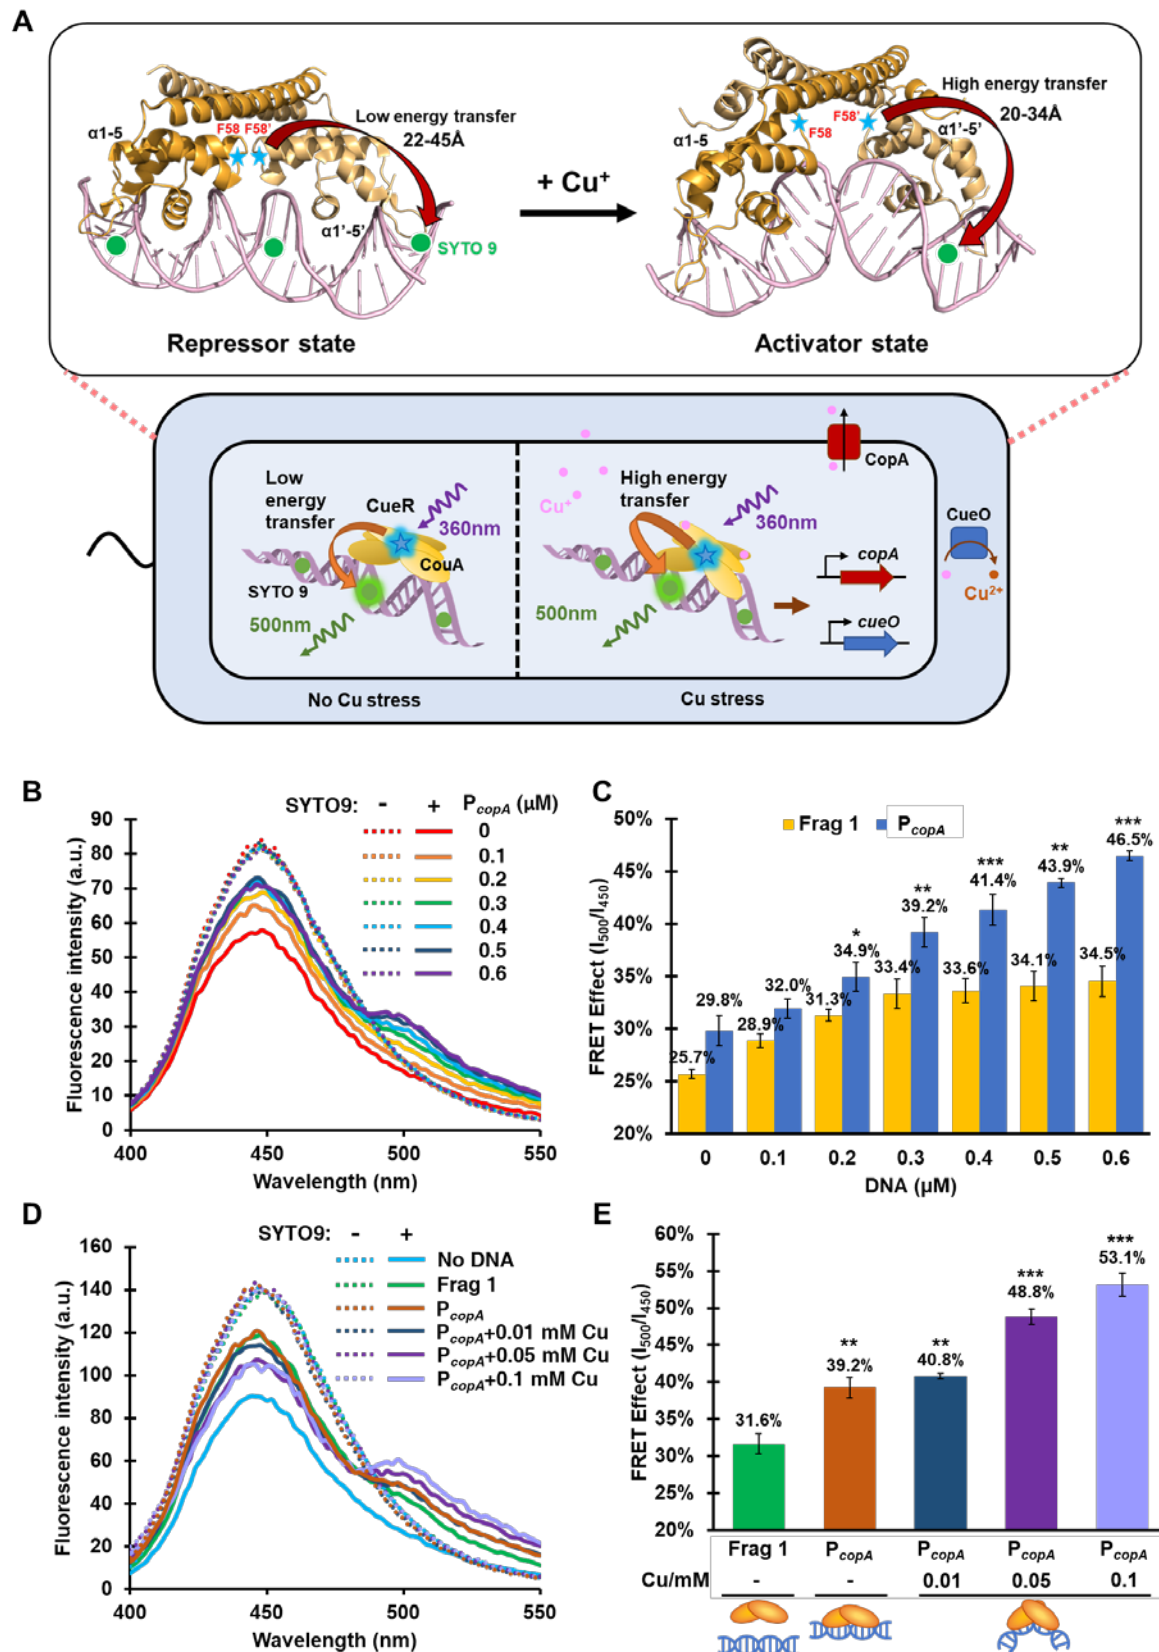 A
α1-5
F58 F58'
Low energy transfer
22-45Å
α1'-5'
SYTO 9
Repressor state
+ Cu⁺
High energy transfer
20-34Å
F58'
F58
α1-5
α1'-5'
Activator state
Low
energy
transfer
CueR
360nm
CouA
SYTO 9
500nm
No Cu stress
Cu⁺
High energy
transfer
360nm
500nm
Cu stress
CopA
CueO
Cu²⁺
copA
cueO
B
SYTO9: - + PcopA (µM)
0
0.1
0.2
0.3
0.4
0.5
0.6
Fluorescence intensity (a.u.)
90
80
70
60
50
40
30
20
10
0
400 450 500 550
Wavelength (nm)
C
Frag 1 PcopA
FRET Effect (I500/I450)
50%
45%
40%
35%
30%
25%
20%
25.7% 29.8%
28.9% 32.0%
31.3% 34.9% *
33.4% 39.2% **
33.6% 41.4% ***
34.1% 43.9% **
34.5% 46.5% ***
0 0.1 0.2 0.3 0.4 0.5 0.6
DNA (µM)
D
SYTO9: - +
No DNA
Frag 1
PcopA
PcopA+0.01 mM Cu
PcopA+0.05 mM Cu
PcopA+0.1 mM Cu
Fluorescence intensity (a.u.)
160
140
120
100
80
60
40
20
0
400 450 500 550
Wavelength (nm)
E
FRET Effect (I500/I450)
60%
55%
50%
45%
40%
35%
30%
25%
20%
31.6%
** 39.2%
** 40.8%
*** 48.8%
*** 53.1%
Frag 1 PcopA PcopA PcopA PcopA
Cu/mM - - 0.01 0.05 0.1